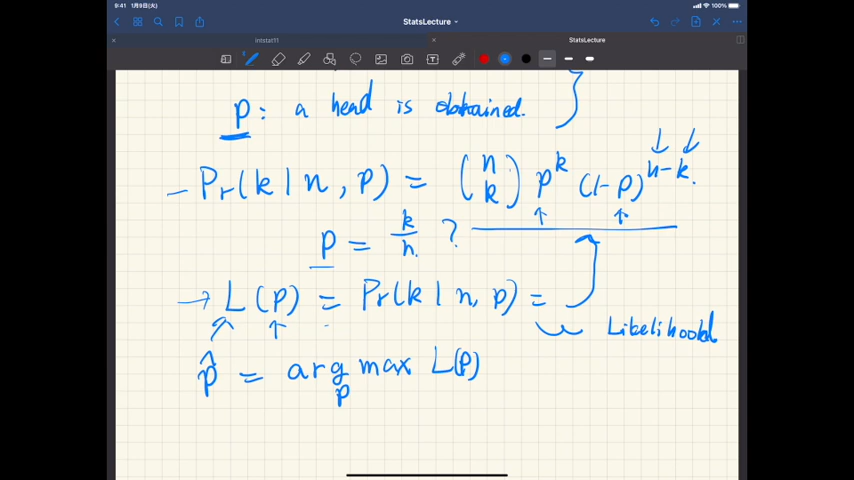 9:41 1月9日(火)
100%
StatsLecture
intstat11
StatsLecture
p : a head is obtained.
- Pr(k | n, p) = (n k) p^k (1-p)^n-k.
p = k/n ?
→ L(p) = Pr(k | n, p) =
Likelihood
p̂ = arg max L(p)
p